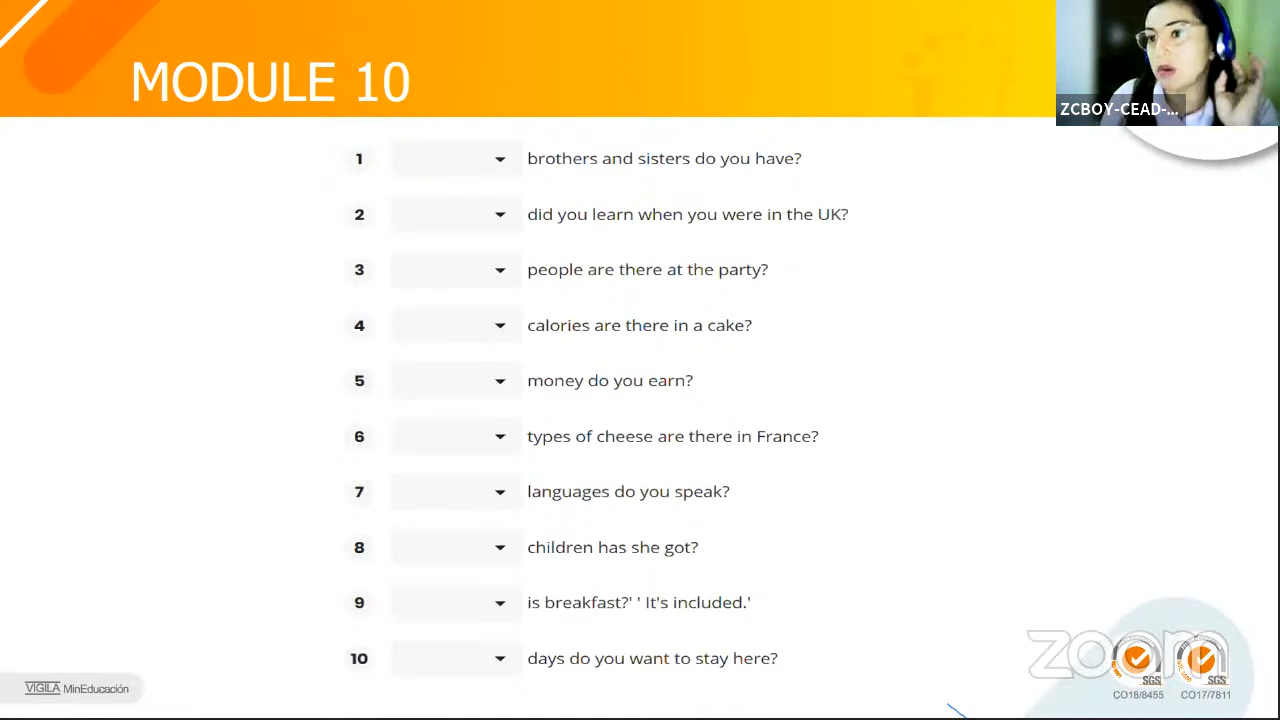 MODULE 10
ZCBOY-CEAD-...
1 brothers and sisters do you have?
2 did you learn when you were in the UK?
3 people are there at the party?
4 calories are there in a cake?
5 money do you earn?
6 types of cheese are there in France?
7 languages do you speak?
8 children has she got?
9 is breakfast?' ' It's included.'
10 days do you want to stay here?
zoom
SGS SGS
CO18/8455 CO17/7811
VIGILA MinEducación